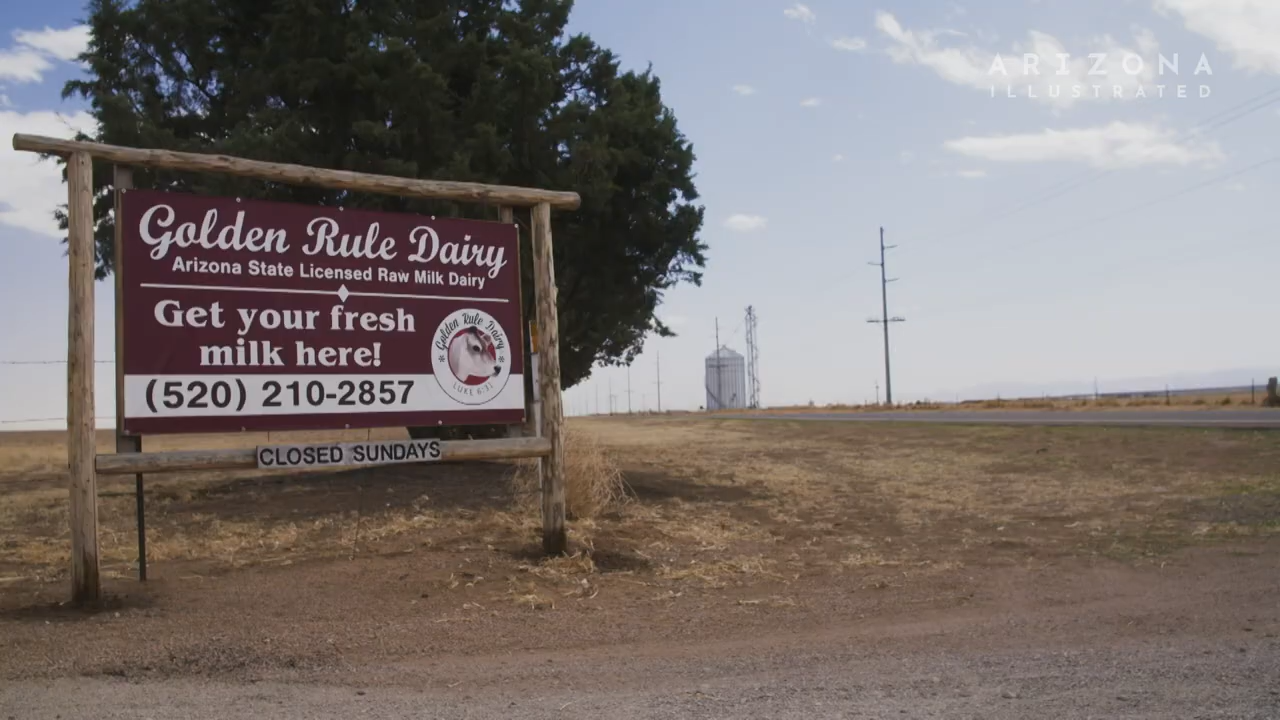 ARIZONA
ILLUSTRATED
Golden Rule Dairy
Arizona State Licensed Raw Milk Dairy
Get your fresh
milk here!
Golden Rule Dairy
LUKE 6:31
(520) 210-2857
CLOSED SUNDAYS